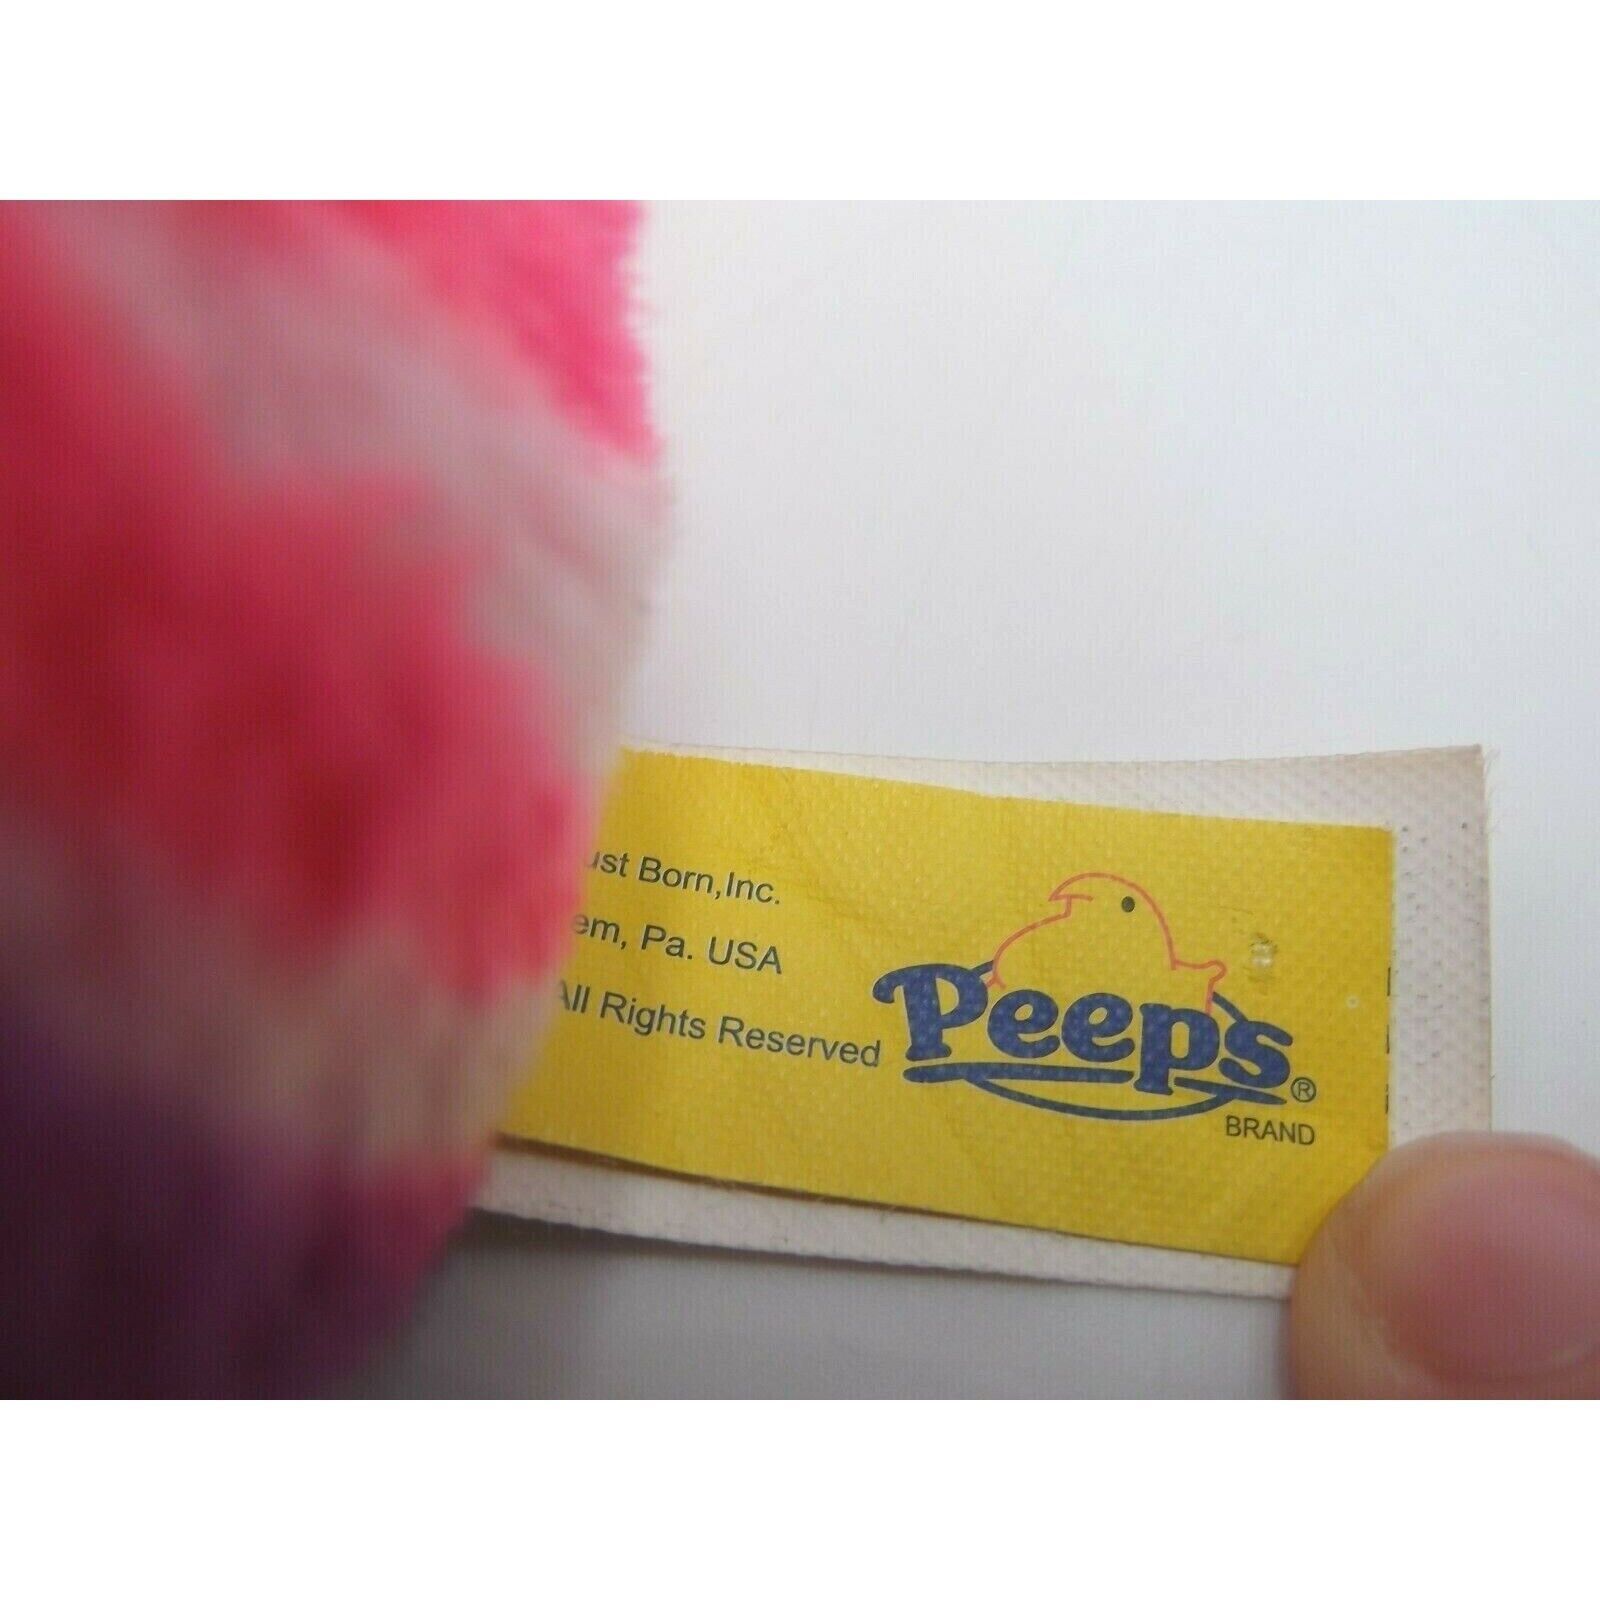 ust Born,Inc.
em, Pa. USA
All Rights Reserved
Peeps®
BRAND